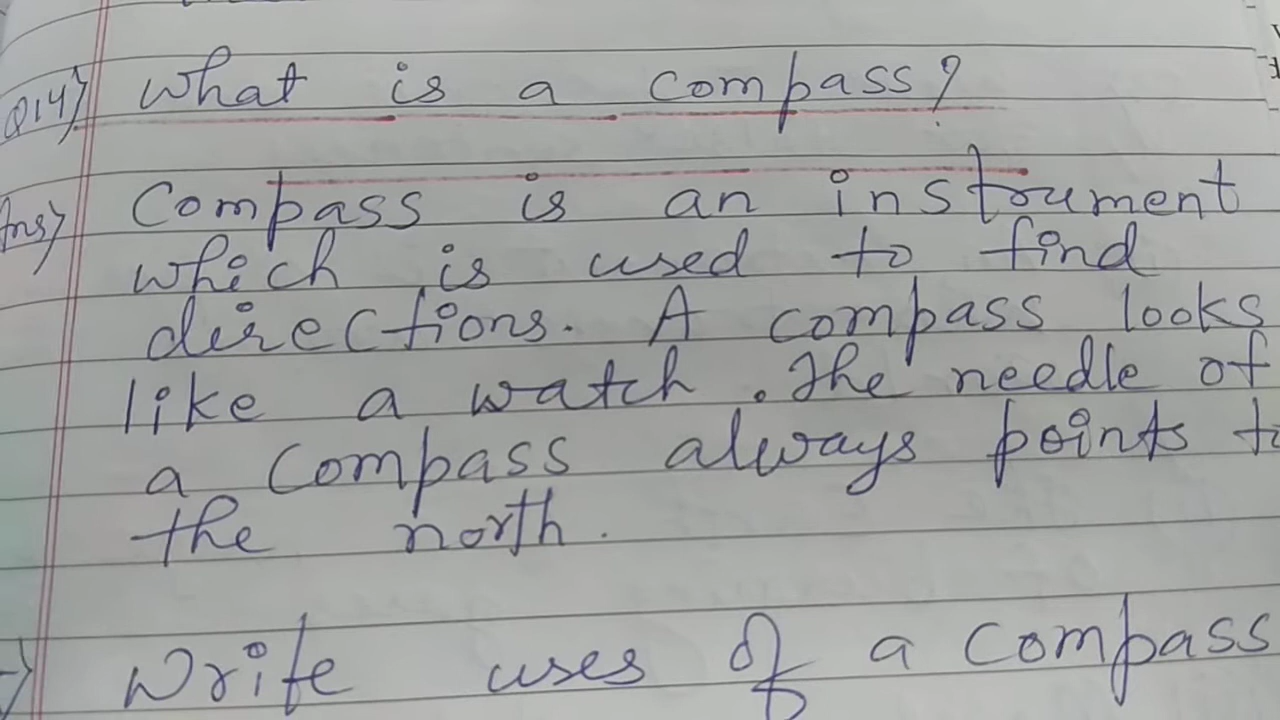 Q14) What is a compass?
Ans) Compass is an instrument
which is used to find
directions. A compass looks
like a watch. The needle of
a compass always points to
the north.
Write uses of a compass